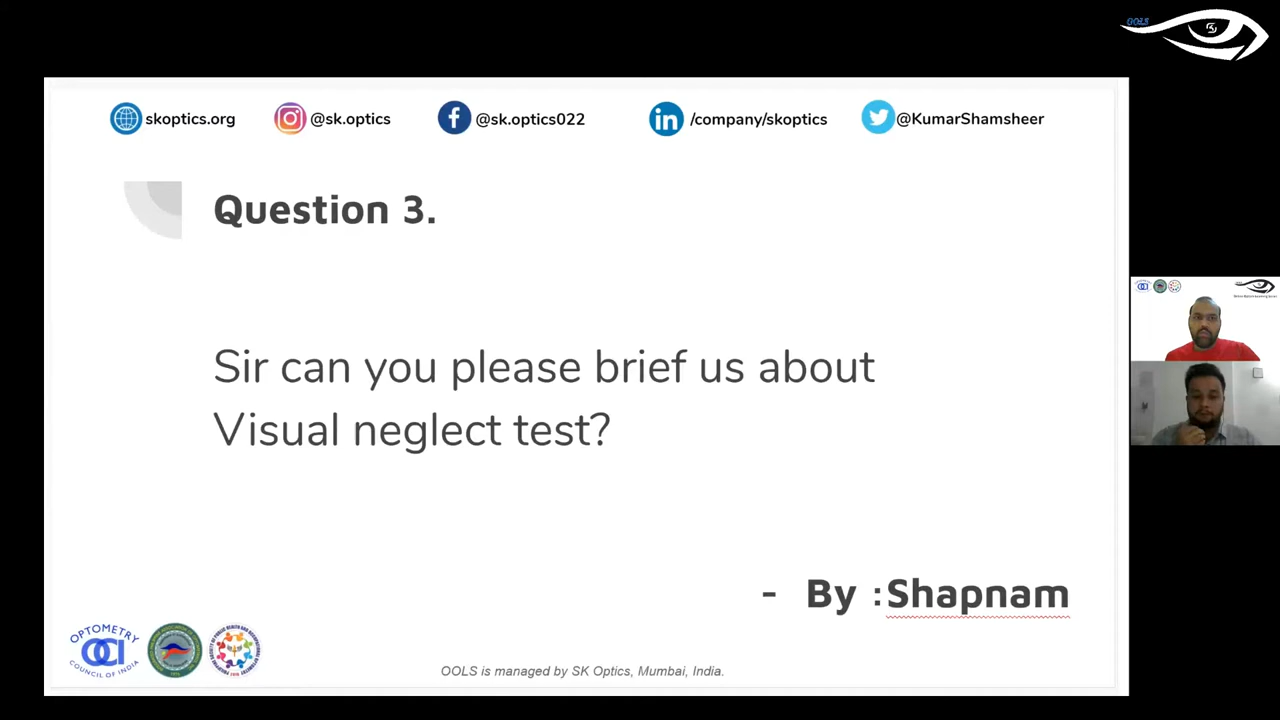 OOLS
skoptics.org @sk.optics @sk.optics022 /company/skoptics @KumarShamsheer
Question 3.
Sir can you please brief us about
Visual neglect test?
- By :Shapnam
OPTOMETRY
COUNCIL OF INDIA
OOLS is managed by SK Optics, Mumbai, India.